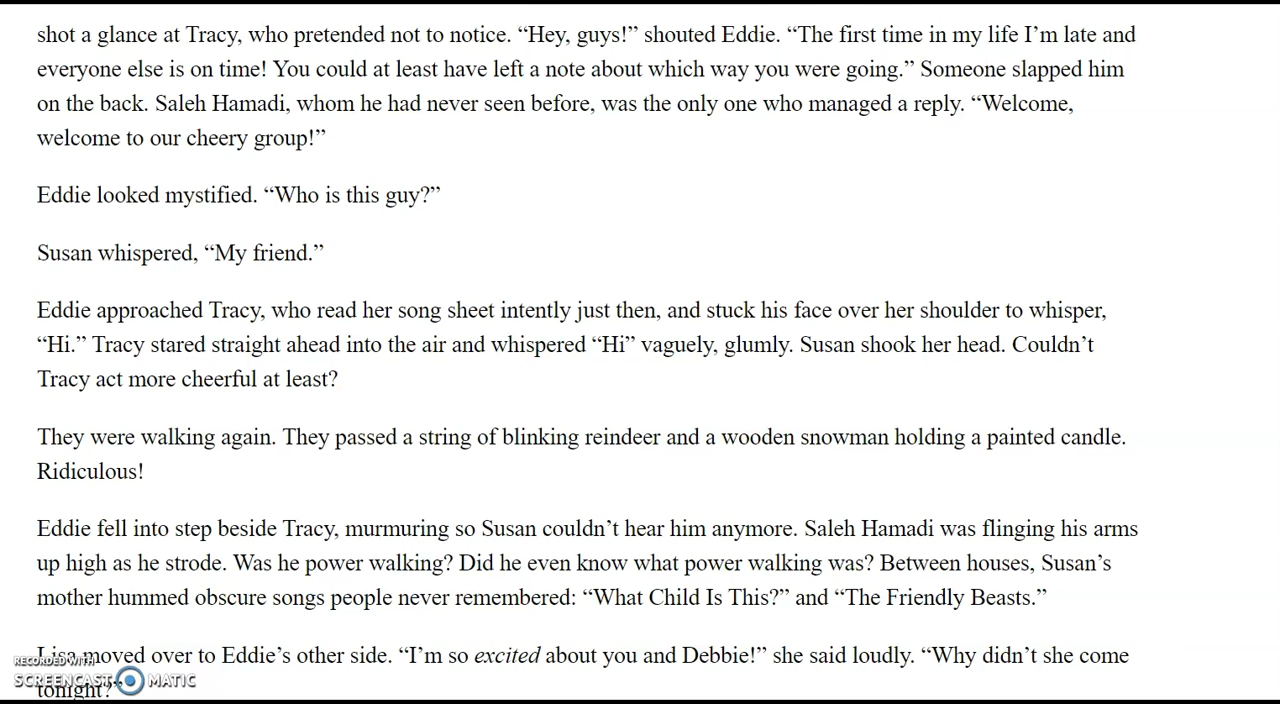 shot a glance at Tracy, who pretended not to notice. “Hey, guys!” shouted Eddie. “The first time in my life I’m late and
everyone else is on time! You could at least have left a note about which way you were going.” Someone slapped him
on the back. Saleh Hamadi, whom he had never seen before, was the only one who managed a reply. “Welcome,
welcome to our cheery group!”
Eddie looked mystified. “Who is this guy?”
Susan whispered, “My friend.”
Eddie approached Tracy, who read her song sheet intently just then, and stuck his face over her shoulder to whisper,
“Hi.” Tracy stared straight ahead into the air and whispered “Hi” vaguely, glumly. Susan shook her head. Couldn’t
Tracy act more cheerful at least?
They were walking again. They passed a string of blinking reindeer and a wooden snowman holding a painted candle.
Ridiculous!
Eddie fell into step beside Tracy, murmuring so Susan couldn’t hear him anymore. Saleh Hamadi was flinging his arms
up high as he strode. Was he power walking? Did he even know what power walking was? Between houses, Susan’s
mother hummed obscure songs people never remembered: “What Child Is This?” and “The Friendly Beasts.”
Lisa moved over to Eddie’s other side. “I’m so excited about you and Debbie!” she said loudly. “Why didn’t she come
tonight?”
RECORDED WITH
SCREENCAST MATIC